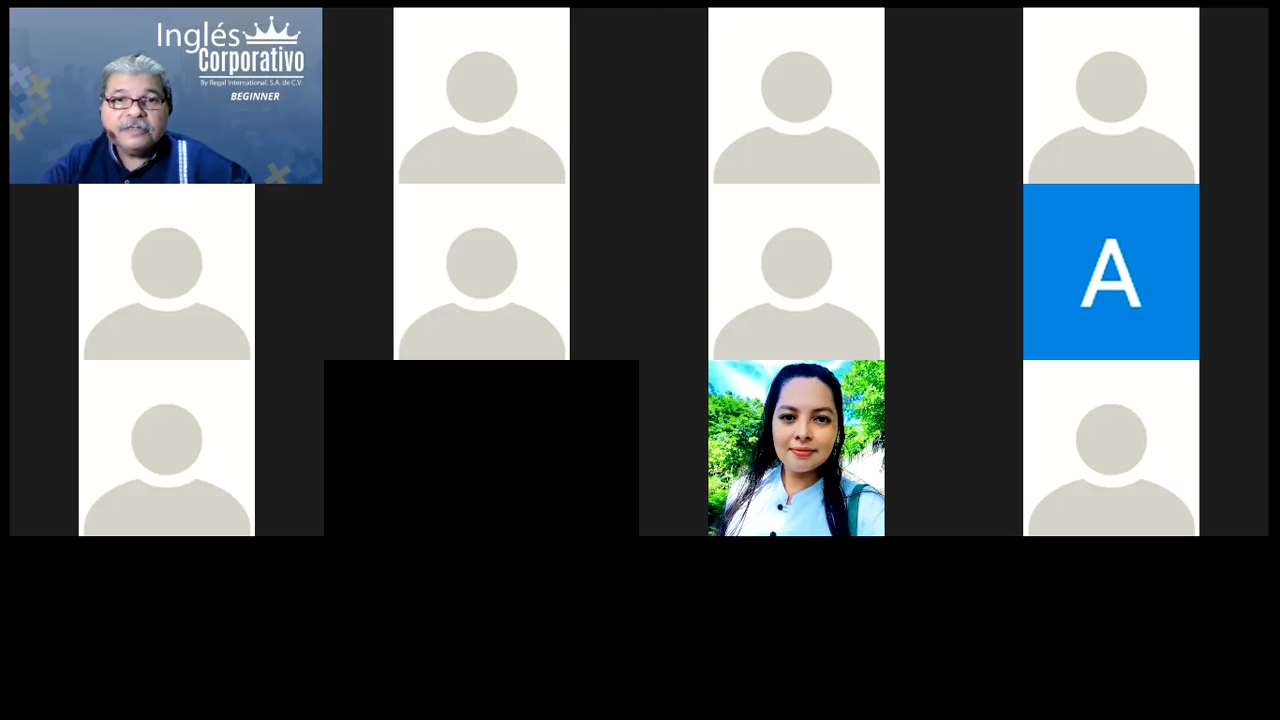 Inglés
Corporativo
By Regal International, S.A. de C.V.
BEGINNER
A